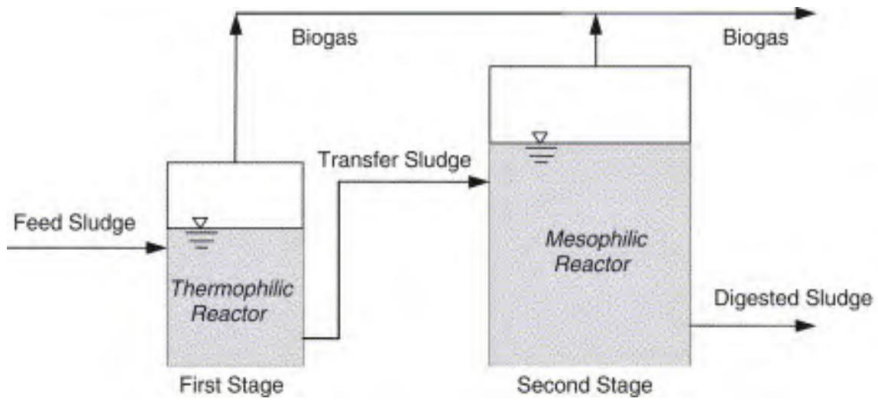 Biogas
Biogas
Transfer Sludge
Feed Sludge
Mesophilic
Reactor
Thermophilic
Reactor
Digested Sludge
First Stage
Second Stage